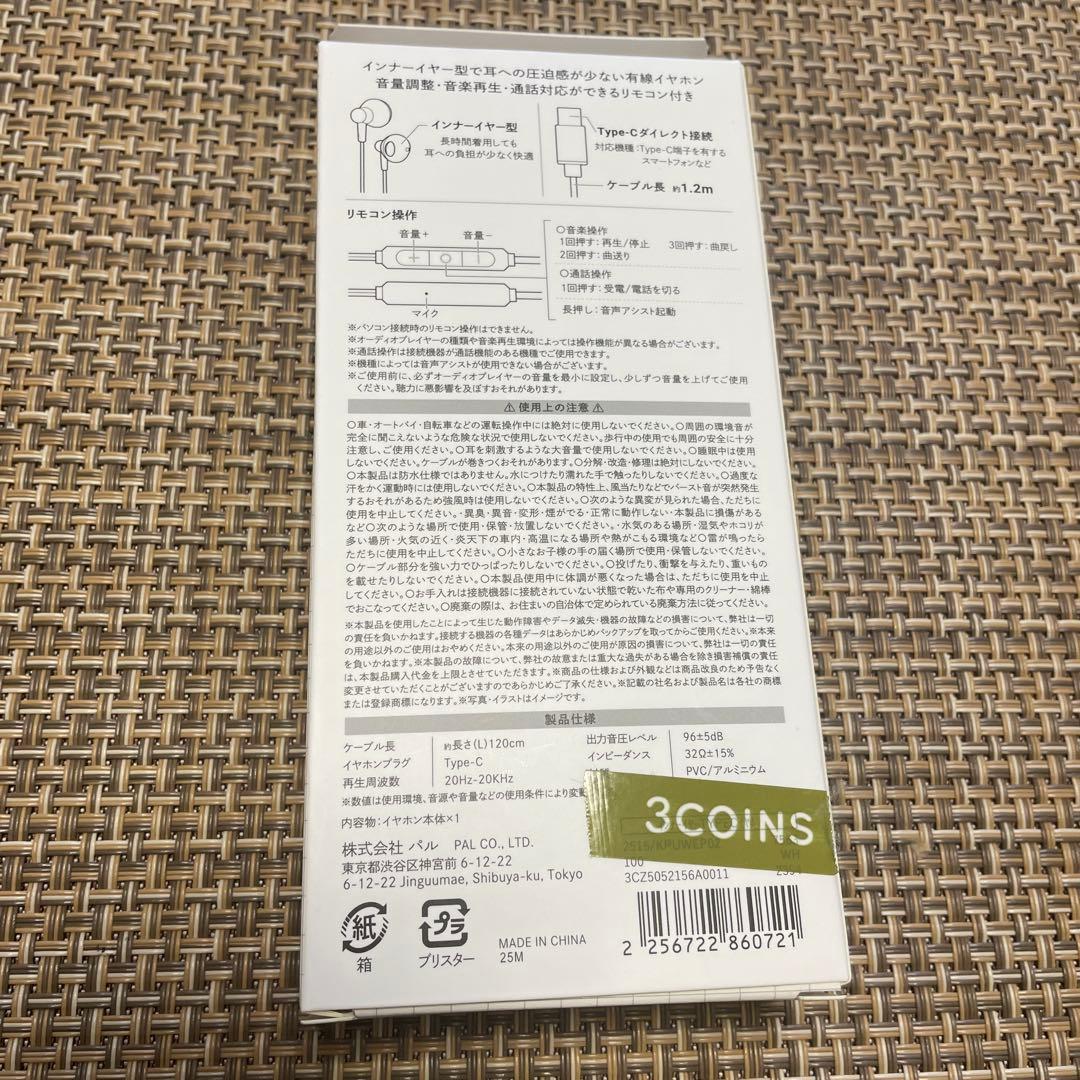 インナーイヤー型で耳への圧迫感が少ない有線イヤホン
音量調整・音楽再生・通話対応ができるリモコン付き
インナーイヤー型
長時間着用しても
耳への負担が少なく快適
Type-Cダイレクト接続
対応機種:Type-C端子を有する
スマートフォンなど
ケーブル長 約1.2m
リモコン操作
音量+ 音量−
マイク
○音楽操作
1回押す:再生/停止 3回押す:曲戻し
2回押す:曲送り
○通話操作
1回押す:受電/電話を切る
長押し:音声アシスト起動
※パソコン接続時のリモコン操作はできません。
※オーディオプレイヤーの種類や音楽再生環境によっては操作機能が異なる場合がございます。
※通話操作は接続機器が通話機能のある機種でご使用できます。
※機種によっては音声アシストが使用できない場合がございます。
※ご使用前に、必ずオーディオプレイヤーの音量を最小に設定し、少しずつ音量を上げてご使用
ください。聴力に悪影響を及ぼすおそれがあります。
⚠ 使用上の注意 ⚠
○車・オートバイ・自転車などの運転操作中には絶対に使用しないでください。○周囲の環境音が
完全に聞こえないような危険な状況で使用しないでください。歩行中の使用でも周囲の安全に十分
注意し、ご使用ください。○耳を刺激するような大音量で使用しないでください。○睡眠中は使用
しないでください。ケーブルが巻きつくおそれがあります。○分解・改造・修理は絶対にしないでください。
○本製品は防水仕様ではありません。水につけたり濡れた手で触ったりしないでください。○過度な
汗をかく運動時には使用しないでください。○本製品の特性上、風当たりなどでバースト音が突然発生
するおそれがあるため強風時は使用しないでください。○次のような異変が見られた場合、ただちに
使用を中止してください。・異臭・異音・変形・煙がでる・正常に動作しない・本製品に損傷がある
など○次のような場所で使用・保管・放置しないでください。・水気のある場所・湿気やホコリが
多い場所・火気の近く・炎天下の車内・高温になる場所や熱がこもる環境など○雷が鳴ったら
ただちに使用を中止してください。○小さなお子様の手の届く場所で使用・保管しないでください。
○ケーブル部分を強い力でひっぱったりしないでください。○投げたり、衝撃を与えたり、重いもの
を載せたりしないでください。○本製品使用中に体調が悪くなった場合は、ただちに使用を中止
してください。○お手入れは接続機器に接続されていない状態で乾いた布や専用のクリーナー・綿棒
でおこなってください。○廃棄の際は、お住まいの自治体で定められている廃棄方法に従ってください。
※本製品を使用したことによって生じた動作障害やデータ滅失・機器の故障などの損害について、弊社は一切
の責任を負いかねます。接続する機器の各種データはあらかじめバックアップを取ってからご使用ください。※本来
の用途以外のご使用はおやめください。本来の用途以外のご使用が原因の損害について、弊社は一切の責任
を負いかねます。※本製品の故障について、弊社の故意または重大な過失がある場合を除き損害補償の責任
は、本製品購入代金を上限とさせていただきます。※商品の仕様および外観などは商品改良のため予告なく
変更させていただくことがございますのであらかじめご了承ください。※記載の社名および製品名は各社の商標
または登録商標になります。※写真・イラストはイメージです。
製品仕様
ケーブル長 約長さ(L)120cm 出力音圧レベル 96±5dB
イヤホンプラグ Type-C インピーダンス 32Ω±15%
再生周波数 20Hz-20KHz PVC/アルミニウム
※数値は使用環境、音源や音量などの使用条件により変動
内容物:イヤホン本体×1
3COINS
株式会社 パル PAL CO., LTD.
東京都渋谷区神宮前 6-12-22
6-12-22 Jinguumae, Shibuya-ku, Tokyo
2515/KPUWEP02
100 WH
3CZ5052156A0011
紙
箱
プラ
ブリスター
MADE IN CHINA
25M
2 256722 860721